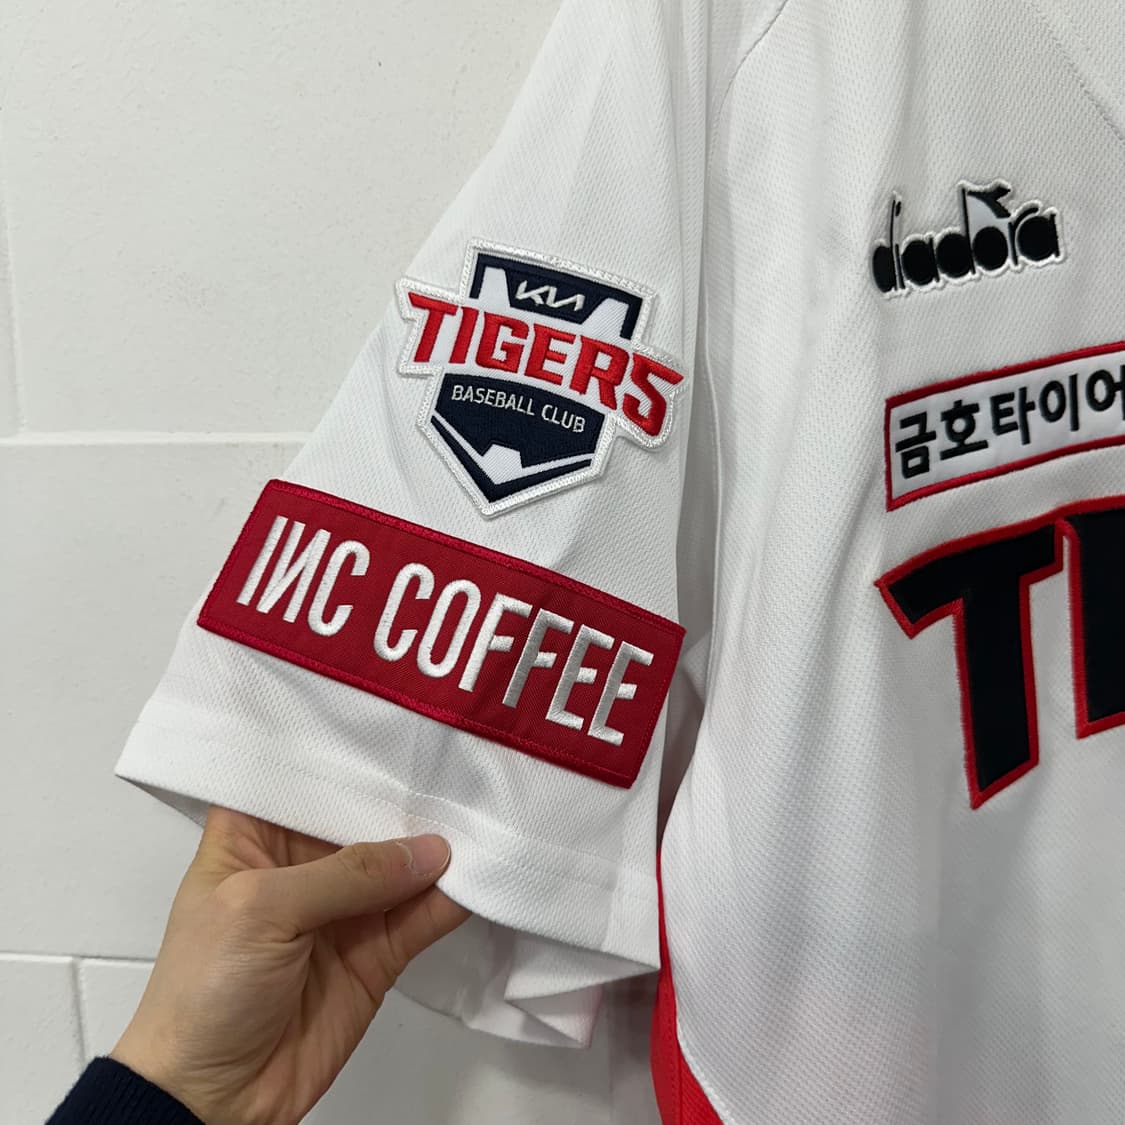 KIA
TIGERS
BASEBALL CLUB
INC COFFEE
diadora
금호타이어